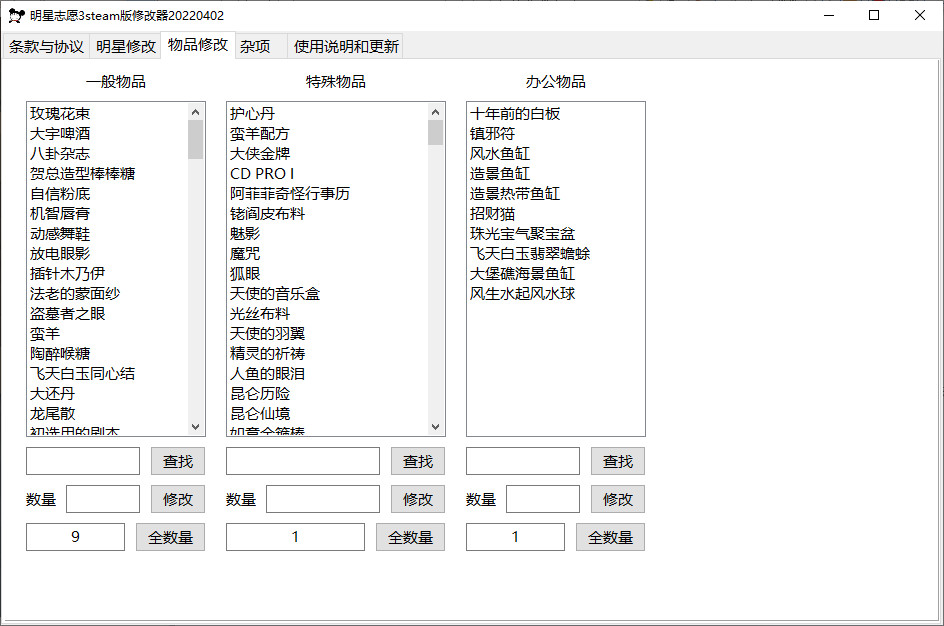 明星志愿3steam版修改器20220402
条款与协议 明星修改 物品修改 杂项 使用说明和更新
一般物品 特殊物品 办公物品
玫瑰花束
大宇啤酒
八卦杂志
贺总造型棒棒糖
自信粉底
机智唇膏
动感舞鞋
放电眼影
插针木乃伊
法老的蒙面纱
盗墓者之眼
蛮羊
陶醉喉糖
飞天白玉同心结
大还丹
龙尾散
初选用的剧本
护心丹
蛮羊配方
大侠金牌
CD PRO I
阿菲菲奇怪行事历
铑阎皮布料
魅影
魔咒
狐眼
天使的音乐盒
光丝布料
天使的羽翼
精灵的祈祷
人鱼的眼泪
昆仑历险
昆仑仙境
如意金箍棒
十年前的白板
镇邪符
风水鱼缸
造景鱼缸
造景热带鱼缸
招财猫
珠光宝气聚宝盆
飞天白玉翡翠蟾蜍
大堡礁海景鱼缸
风生水起风水球
查找 查找 查找
数量 修改 数量 修改 数量 修改
9 全数量 1 全数量 1 全数量